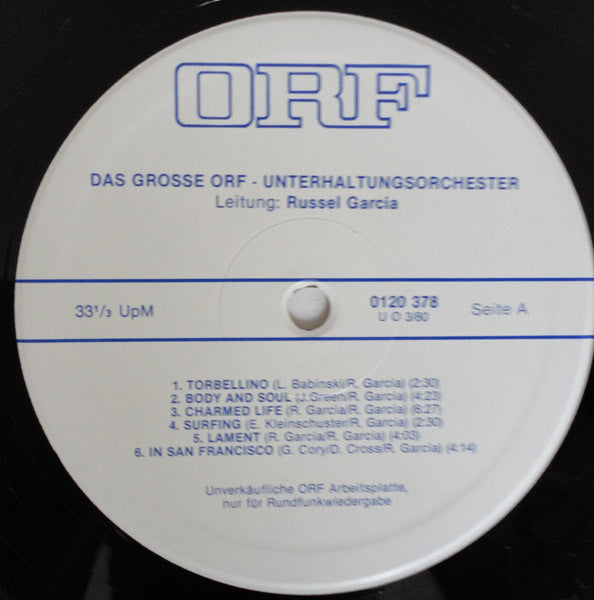 ORF
DAS GROSSE ORF - UNTERHALTUNGSORCHESTER
Leitung: Russel Garcia
33 1/3 UpM
0120 378
U ℗ 3/80
Seite A
1. TORBELLINO (L. Babinski/R. Garcia) (2:30)
2. BODY AND SOUL (J.Green/R. Garcia) (4:23)
3. CHARMED LIFE (R. Garcia/R. Garcia) (6:27)
4. SURFING (E. Kleinschuster/R. Garcia) (2:30)
5. LAMENT (R. Garcia/R. Garcia) (4:03)
6. IN SAN FRANCISCO (G. Cory/D. Cross/R. Garcia) (4:14)
Unverkäufliche ORF Arbeitsplatte,
nur für Rundfunkwiedergabe